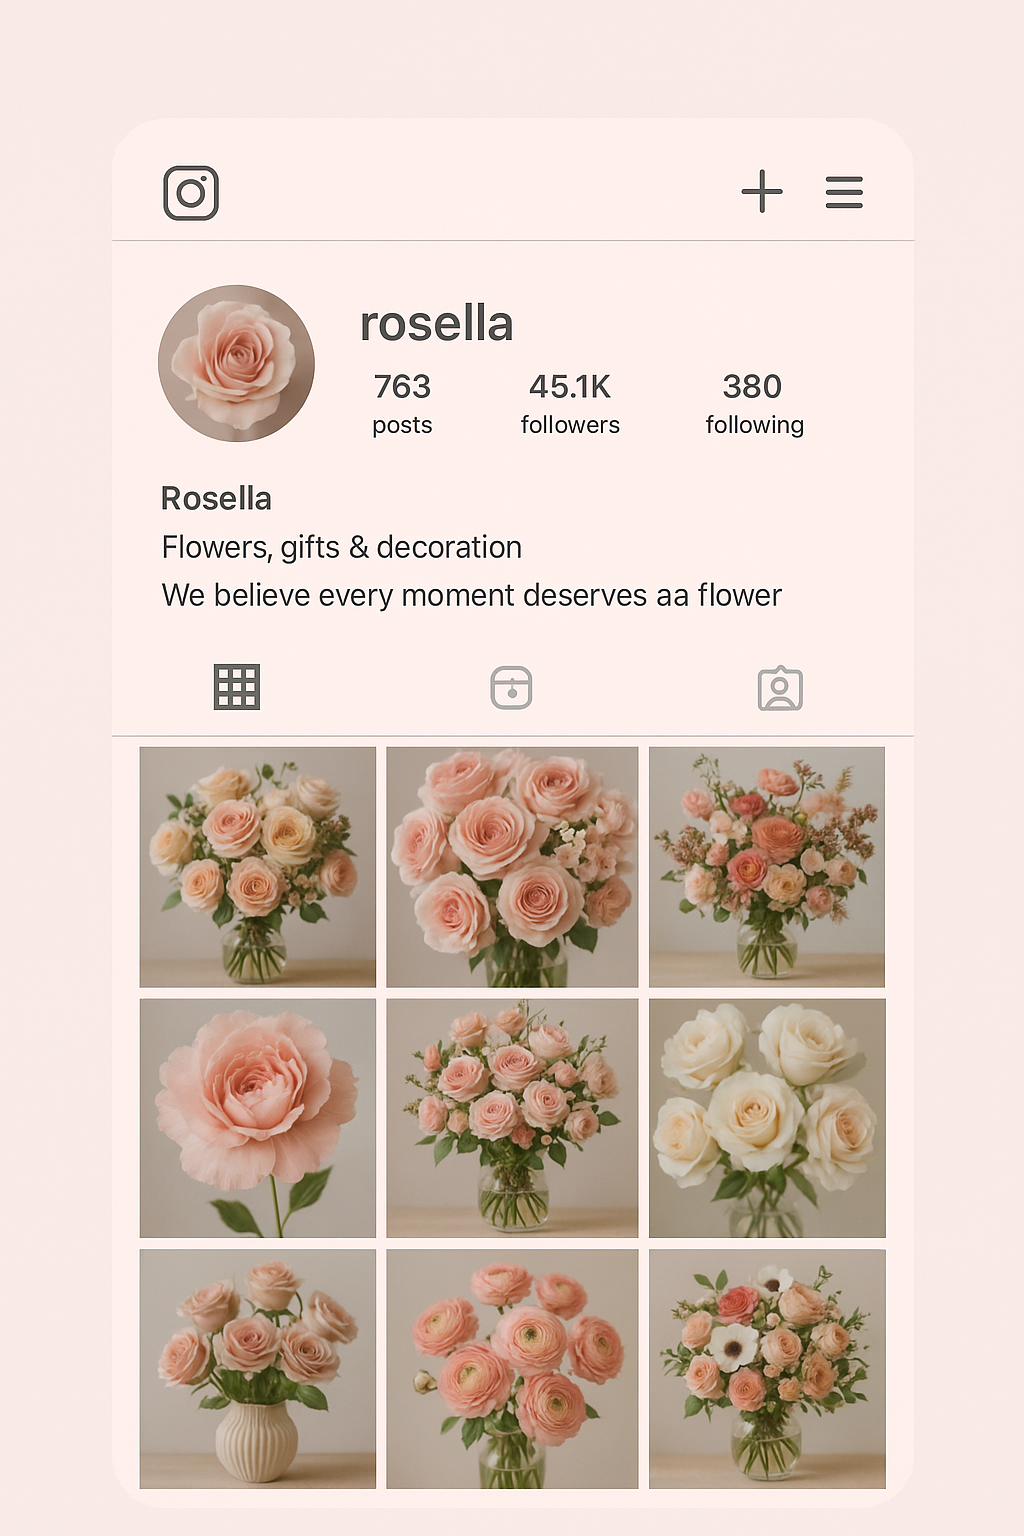 rosella
763 45.1K 380
posts followers following
Rosella
Flowers, gifts & decoration
We believe every moment deserves aa flower